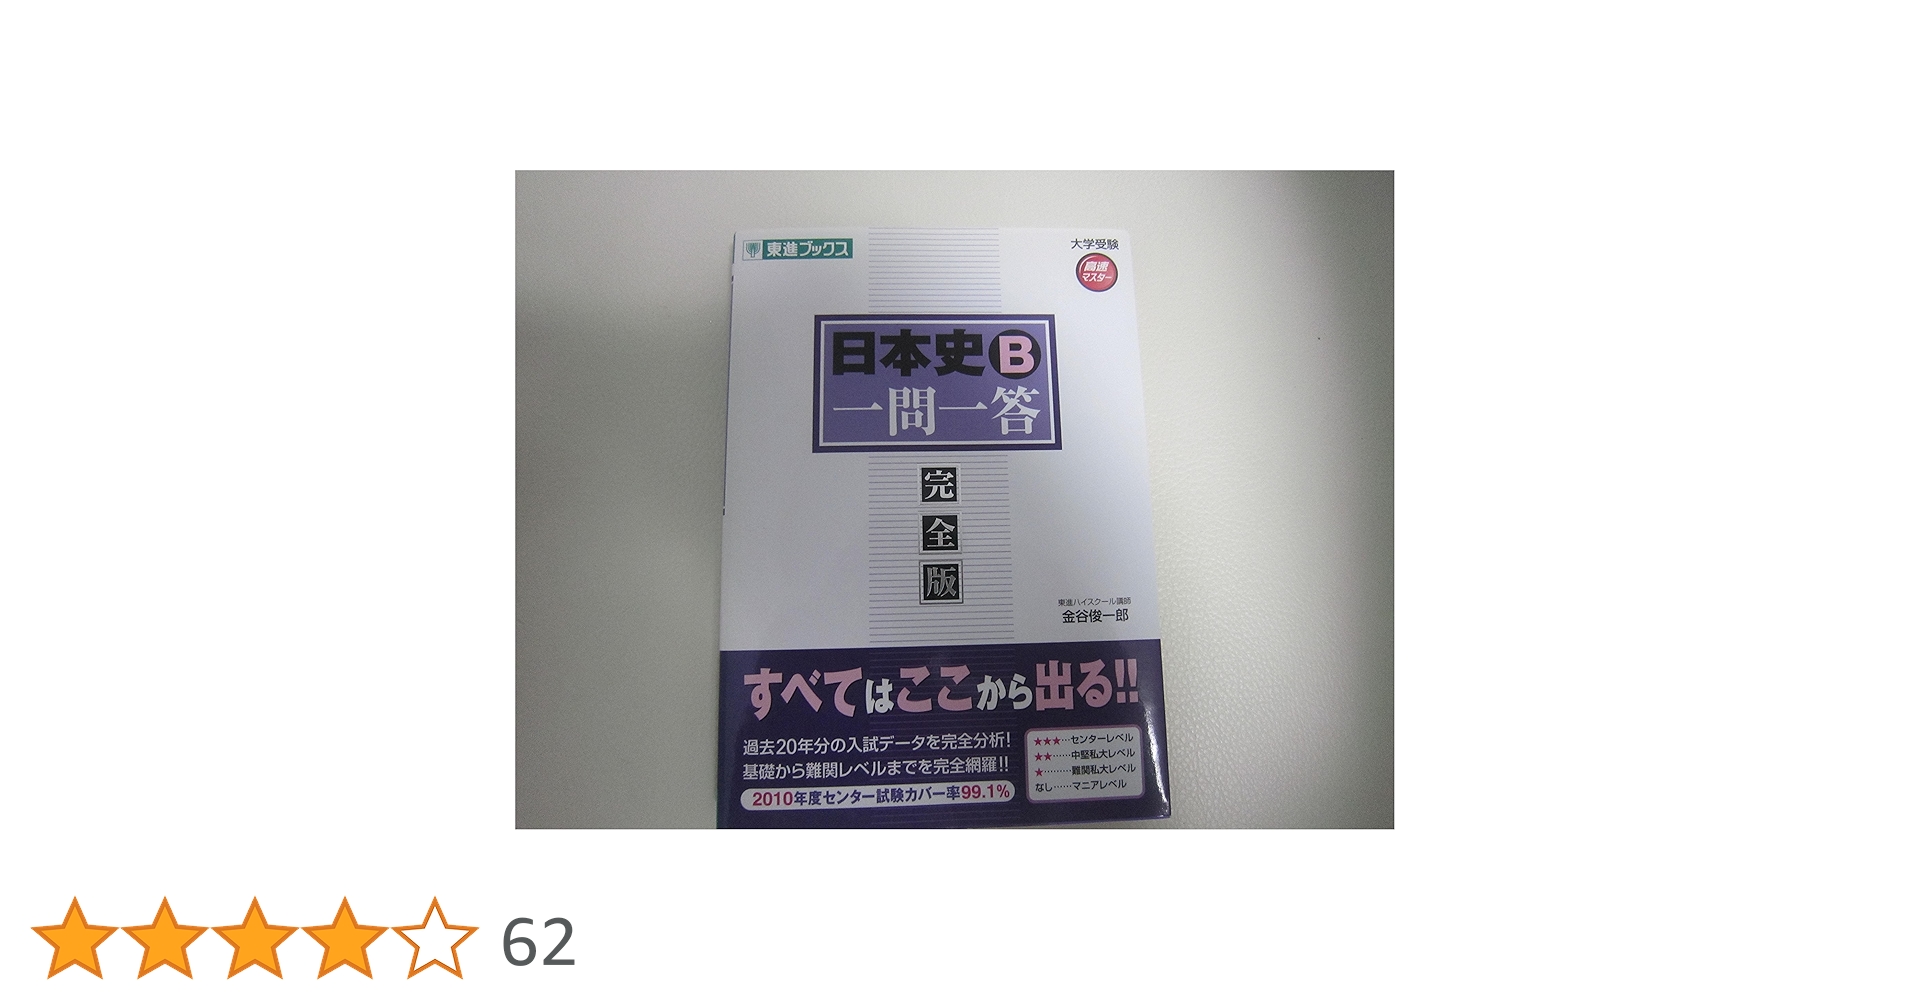 東進ブックス
大学受験
高速
マスター
日本史B
一問一答
完
全
版
東進ハイスクール講師
金谷俊一郎
すべてはここから出る!!
過去20年分の入試データを完全分析!
基礎から難関レベルまでを完全網羅!!
2010年度センター試験カバー率99.1%
★★★…センターレベル
★★……中堅私大レベル
★………難関私大レベル
なし……マニアレベル
62